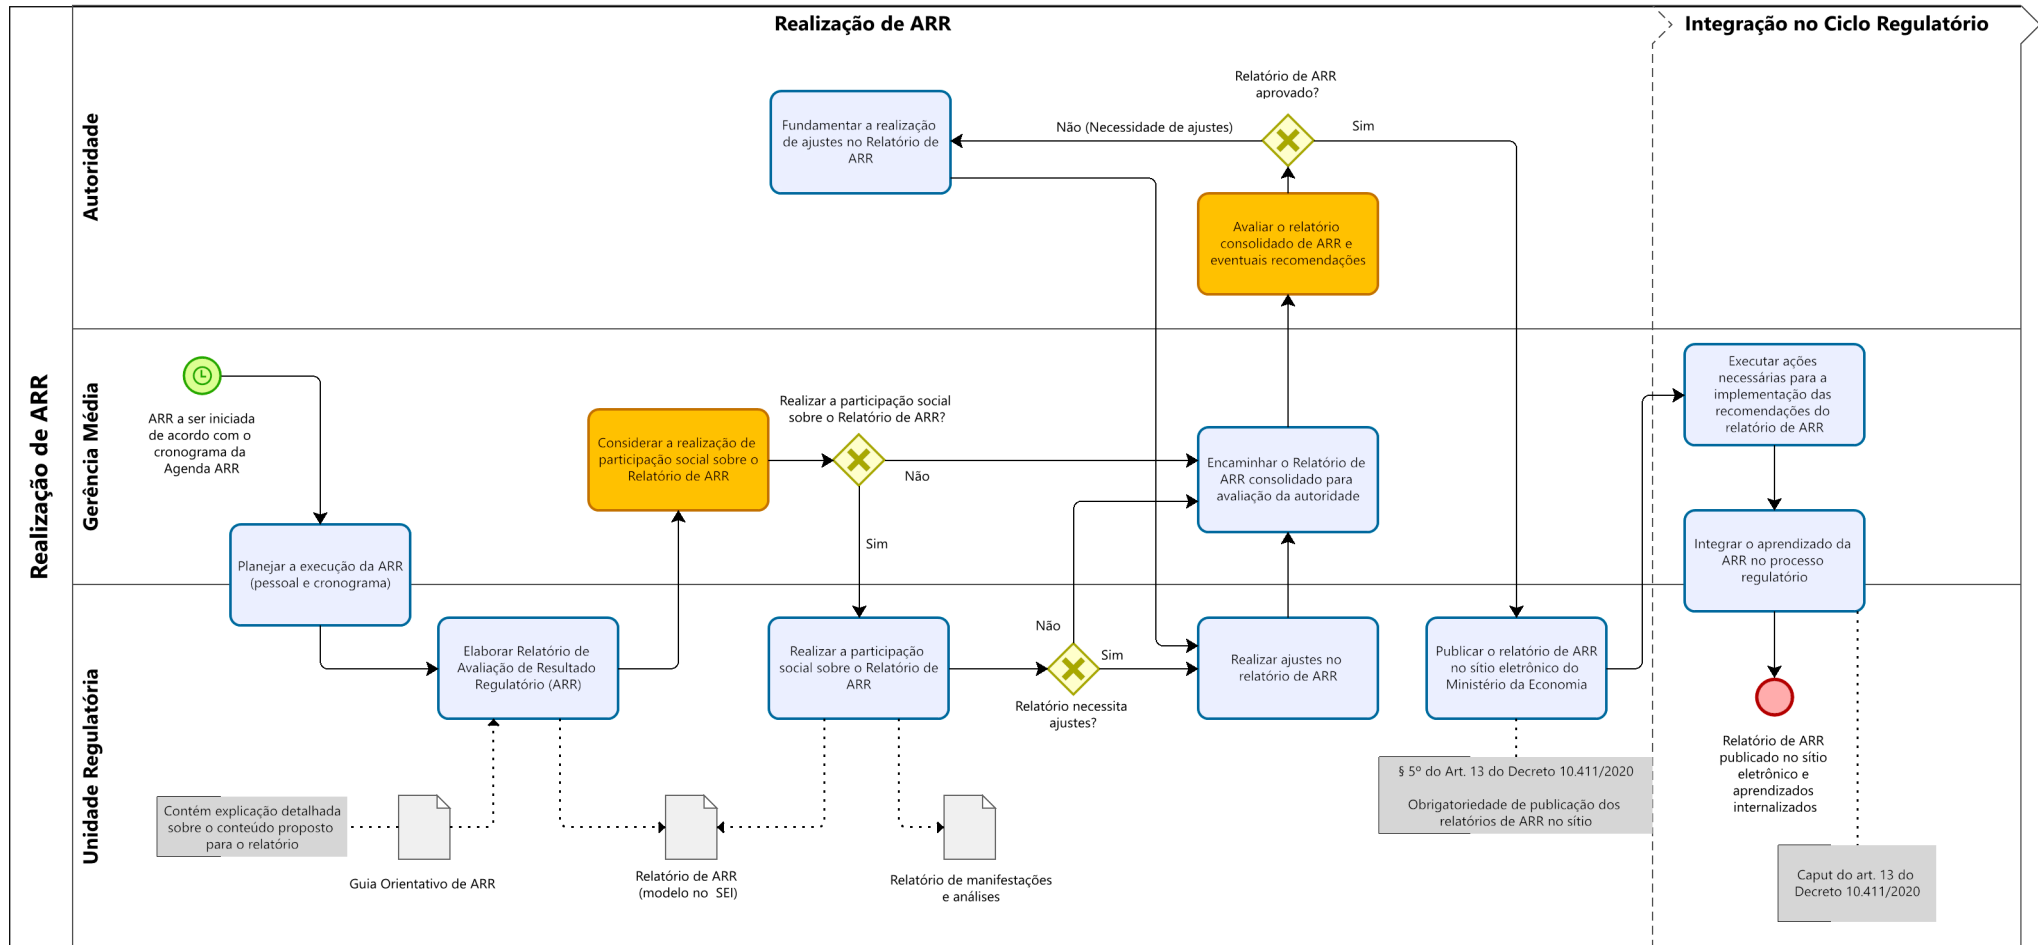 Realização de ARR
Integração no Ciclo Regulatório
Realização de ARR
Autoridade
Fundamentar a realização
de ajustes no Relatório de
ARR
Não (Necessidade de ajustes)
Relatório de ARR
aprovado?
Sim
Avaliar o relatório
consolidado de ARR e
eventuais recomendações
Gerência Média
ARR a ser iniciada
de acordo com o
cronograma da
Agenda ARR
Planejar a execução da ARR
(pessoal e cronograma)
Considerar a realização de
participação social sobre o
Relatório de ARR
Realizar a participação social
sobre o Relatório de ARR?
Não
Sim
Encaminhar o Relatório de
ARR consolidado para
avaliação da autoridade
Executar ações
necessárias para a
implementação das
recomendações do
relatório de ARR
Integrar o aprendizado da
ARR no processo
regulatório
Unidade Regulatória
Elaborar Relatório de
Avaliação de Resultado
Regulatório (ARR)
Realizar a participação
social sobre o Relatório de
ARR
Não
Sim
Relatório necessita
ajustes?
Realizar ajustes no
relatório de ARR
Publicar o relatório de ARR
no sítio eletrônico do
Ministério da Economia
Contém explicação detalhada
sobre o conteúdo proposto
para o relatório
Guia Orientativo de ARR
Relatório de ARR
(modelo no SEI)
Relatório de manifestações
e análises
§ 5º do Art. 13 do Decreto 10.411/2020
Obrigatoriedade de publicação dos
relatórios de ARR no sítio
Relatório de ARR
publicado no sítio
eletrônico e
aprendizados
internalizados
Caput do art. 13 do
Decreto 10.411/2020